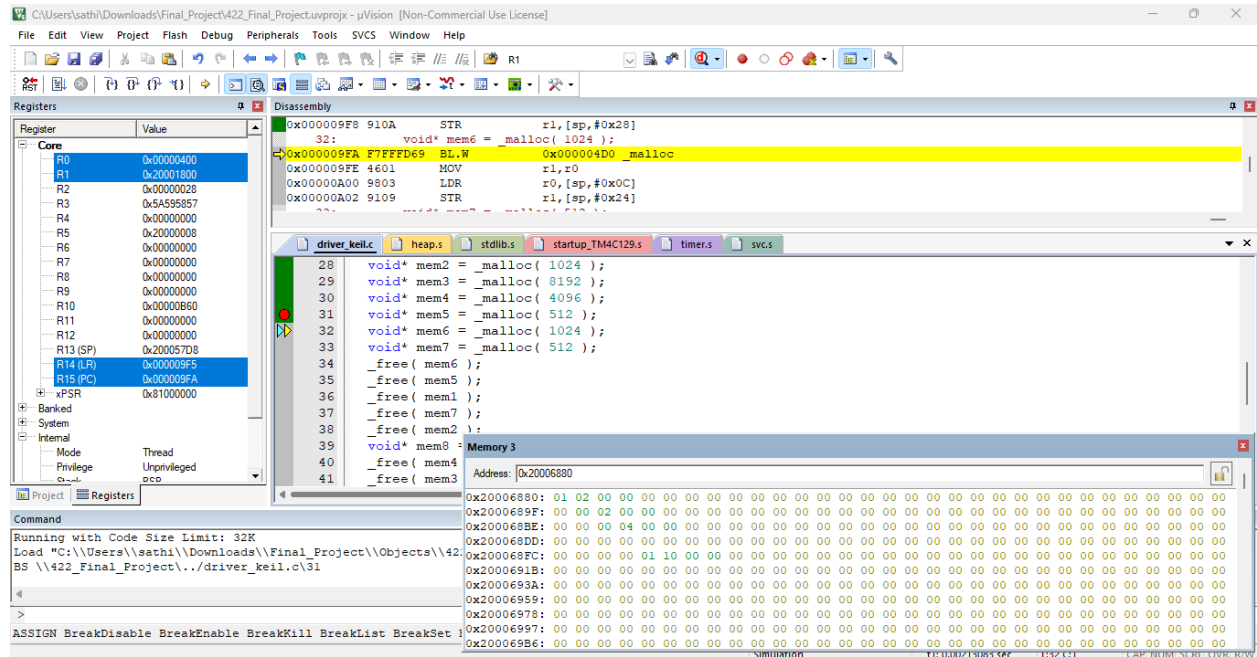 C:\Users\sathi\Downloads\Final_Project\422_Final_Project.uvprojx - µVision [Non-Commercial Use License]
File Edit View Project Flash Debug Peripherals Tools SVCS Window Help
R1
RST
Registers
Register Value
Core
R0 0x00000400
R1 0x20001800
R2 0x00000028
R3 0x5A595857
R4 0x00000000
R5 0x20000008
R6 0x00000000
R7 0x00000000
R8 0x00000000
R9 0x00000000
R10 0x00000B60
R11 0x00000000
R12 0x00000000
R13 (SP) 0x200057D8
R14 (LR) 0x000009F5
R15 (PC) 0x000009FA
xPSR 0x81000000
Banked
System
Internal
Mode Thread
Privilege Unprivileged
Stack PSP
Project Registers
Disassembly
0x000009F8 910A STR r1,[sp,#0x28]
32: void* mem6 = _malloc( 1024 );
0x000009FA F7FFFD69 BL.W 0x000004D0 _malloc
0x000009FE 4601 MOV r1,r0
0x00000A00 9803 LDR r0,[sp,#0x0C]
0x00000A02 9109 STR r1,[sp,#0x24]
33: void* mem7 = _malloc( 512 );
driver_keil.c heap.s stdlib.s startup_TM4C129.s timer.s svc.s
28 void* mem2 = _malloc( 1024 );
29 void* mem3 = _malloc( 8192 );
30 void* mem4 = _malloc( 4096 );
31 void* mem5 = _malloc( 512 );
32 void* mem6 = _malloc( 1024 );
33 void* mem7 = _malloc( 512 );
34 _free( mem6 );
35 _free( mem5 );
36 _free( mem1 );
37 _free( mem7 );
38 _free( mem2 );
39 void* mem8 =
40 _free( mem4
41 _free( mem3
Command
Running with Code Size Limit: 32K
Load "C:\\Users\\sathi\\Downloads\\Final_Project\\Objects\\42
BS \\422_Final_Project\../driver_keil.c\31
>
ASSIGN BreakDisable BreakEnable BreakKill BreakList BreakSet
Memory 3
Address: 0x20006880
0x20006880: 01 02 00 00 00 00 00 00 00 00 00 00 00 00 00 00 00 00 00 00 00 00 00 00 00 00 00 00 00 00 00
0x2000689F: 00 00 02 00 00 00 00 00 00 00 00 00 00 00 00 00 00 00 00 00 00 00 00 00 00 00 00 00 00 00 00
0x200068BE: 00 00 00 04 00 00 00 00 00 00 00 00 00 00 00 00 00 00 00 00 00 00 00 00 00 00 00 00 00 00 00
0x200068DD: 00 00 00 00 00 00 00 00 00 00 00 00 00 00 00 00 00 00 00 00 00 00 00 00 00 00 00 00 00 00 00
0x200068FC: 00 00 00 00 01 10 00 00 00 00 00 00 00 00 00 00 00 00 00 00 00 00 00 00 00 00 00 00 00 00 00
0x2000691B: 00 00 00 00 00 00 00 00 00 00 00 00 00 00 00 00 00 00 00 00 00 00 00 00 00 00 00 00 00 00 00
0x2000693A: 00 00 00 00 00 00 00 00 00 00 00 00 00 00 00 00 00 00 00 00 00 00 00 00 00 00 00 00 00 00 00
0x20006959: 00 00 00 00 00 00 00 00 00 00 00 00 00 00 00 00 00 00 00 00 00 00 00 00 00 00 00 00 00 00 00
0x20006978: 00 00 00 00 00 00 00 00 00 00 00 00 00 00 00 00 00 00 00 00 00 00 00 00 00 00 00 00 00 00 00
0x20006997: 00 00 00 00 00 00 00 00 00 00 00 00 00 00 00 00 00 00 00 00 00 00 00 00 00 00 00 00 00 00 00
0x200069B6: 00 00 00 00 00 00 00 00 00 00 00 00 00 00 00 00 00 00 00 00 00 00 00 00 00 00 00 00 00 00 00
Simulation t1: 0.00213083 sec